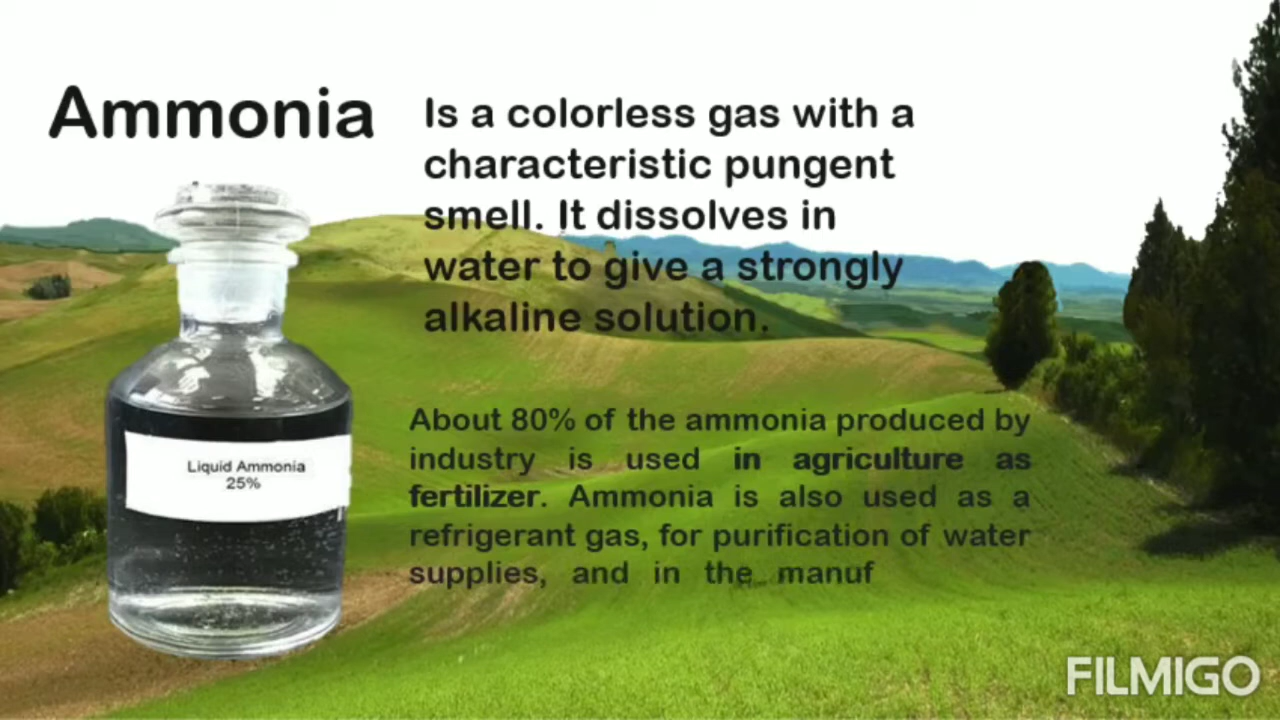 Ammonia
Is a colorless gas with a
characteristic pungent
smell. It dissolves in
water to give a strongly
alkaline solution.
Liquid Ammonia
25%
About 80% of the ammonia produced by
industry is used in agriculture as
fertilizer. Ammonia is also used as a
refrigerant gas, for purification of water
supplies, and in the manuf
FILMIGO